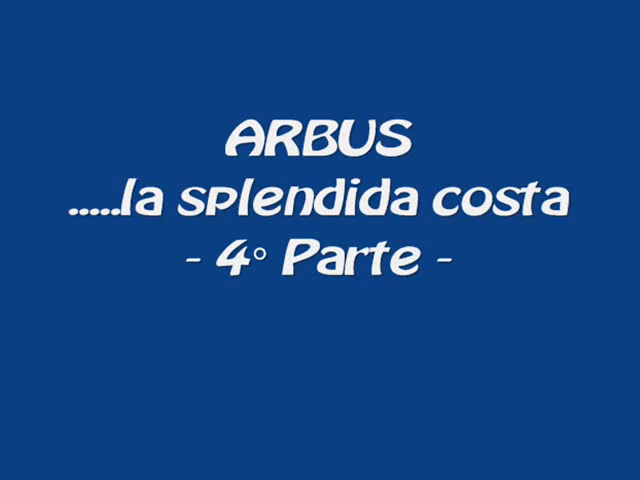 ARBUS
.....la splendida costa
- 4° Parte -